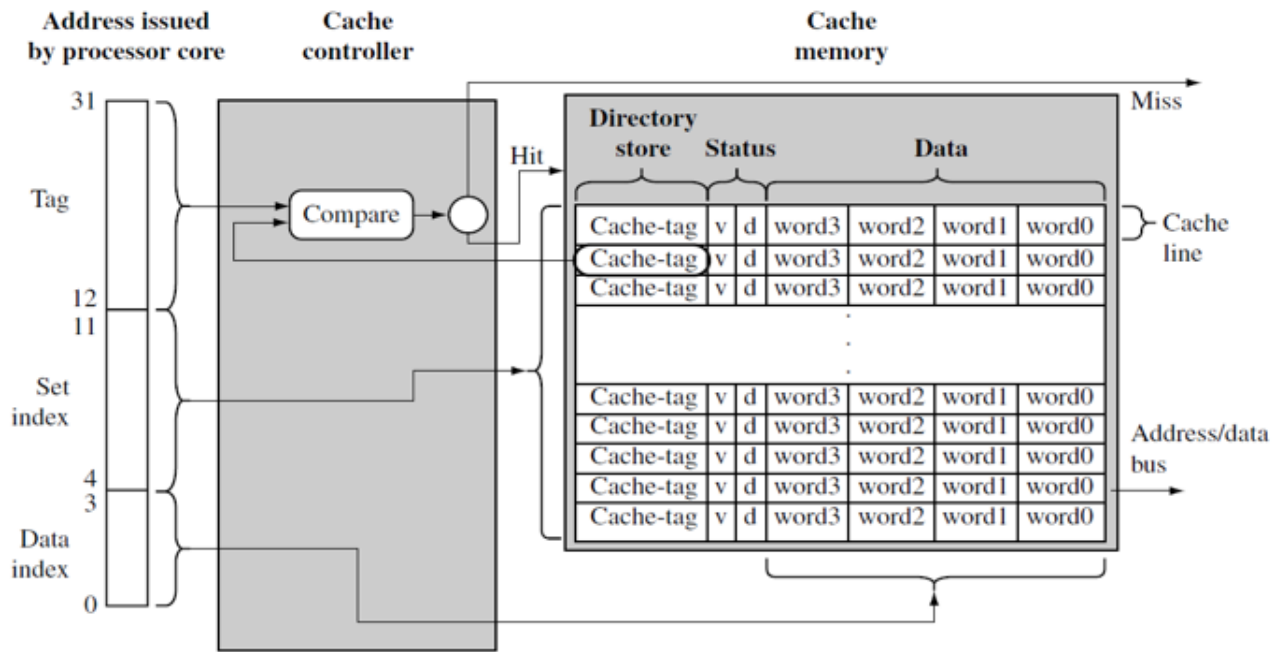 Address issued
by processor core
Cache
controller
Cache
memory
31
Miss
Directory
store
Status
Data
Hit
Tag
Compare
Cache-tag v d word3 word2 word1 word0
Cache
line
Cache-tag v d word3 word2 word1 word0
Cache-tag v d word3 word2 word1 word0
12
11
.
.
Set
index
Cache-tag v d word3 word2 word1 word0
Cache-tag v d word3 word2 word1 word0
Cache-tag v d word3 word2 word1 word0
Cache-tag v d word3 word2 word1 word0
Cache-tag v d word3 word2 word1 word0
Address/data
bus
4
3
Data
index
0